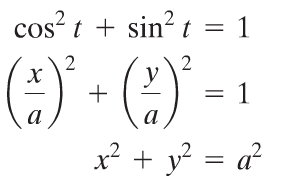 cos² t + sin² t = 1
(x/a)² + (y/a)² = 1
x² + y² = a²